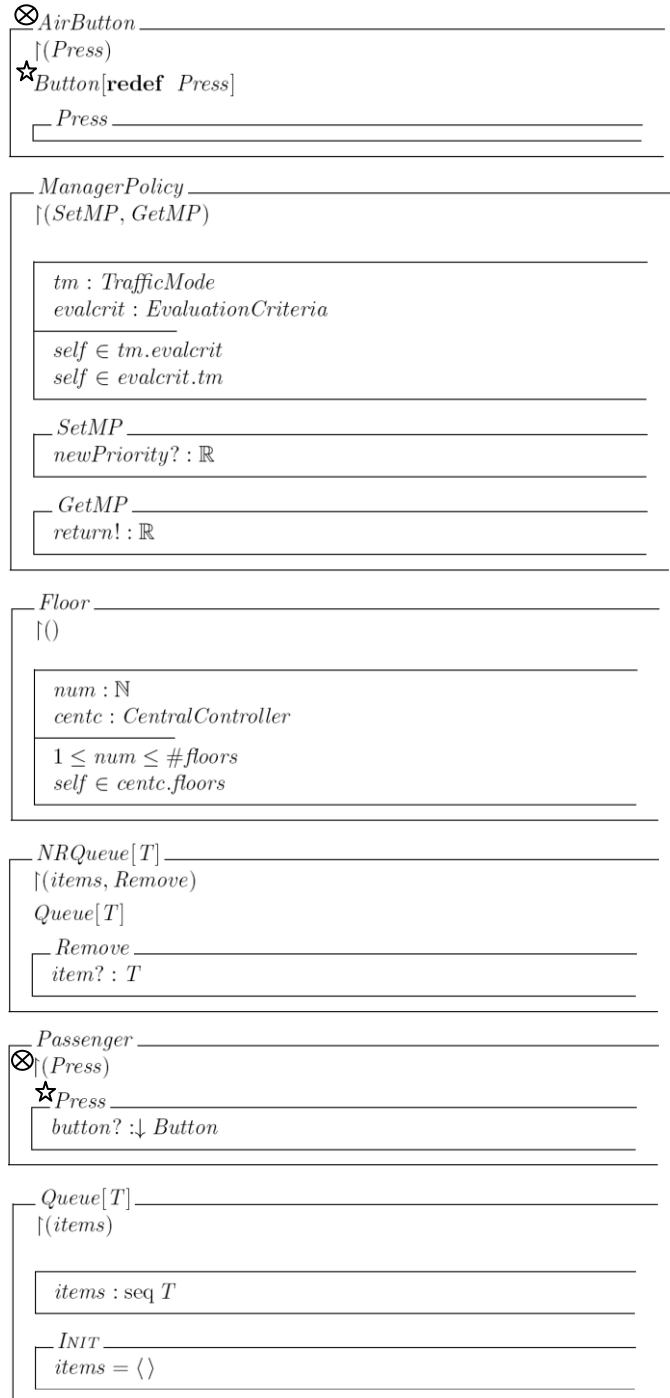 AirButton
↾(Press)
Button[redef Press]
Press
ManagerPolicy
↾(SetMP, GetMP)
tm : TrafficMode
evalcrit : EvaluationCriteria
self ∈ tm.evalcrit
self ∈ evalcrit.tm
SetMP
newPriority? : ℝ
GetMP
return! : ℝ
Floor
↾()
num : ℕ
centc : CentralController
1 ≤ num ≤ #floors
self ∈ centc.floors
NRQueue[T]
↾(items, Remove)
Queue[T]
Remove
item? : T
Passenger
↾(Press)
Press
button? :↓ Button
Queue[T]
↾(items)
items : seq T
INIT
items = ⟨ ⟩